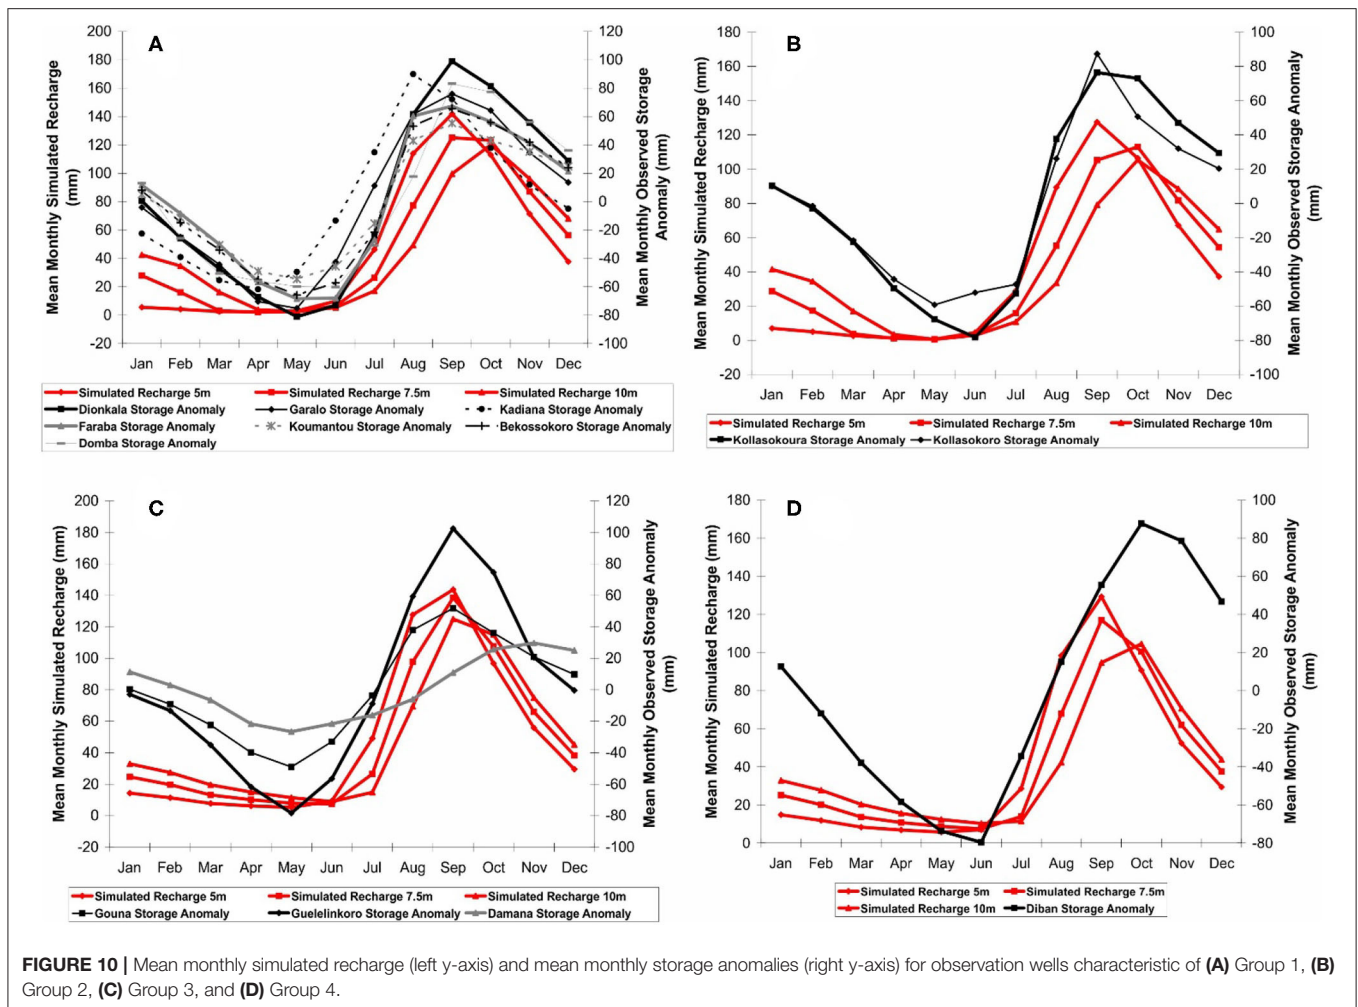 A
Mean Monthly Simulated Recharge
(mm)
200
180
160
140
120
100
80
60
40
20
0
-20
120
100
80
60
40
20
0
-20
-40
-60
-80
-100
Mean Monthly Observed Storage
Anomaly (mm)
Jan Feb Mar Apr May Jun Jul Aug Sep Oct Nov Dec
Simulated Recharge 5m Simulated Recharge 7.5m Simulated Recharge 10m
Dionkala Storage Anomaly Garalo Storage Anomaly Kadiana Storage Anomaly
Faraba Storage Anomaly Koumantou Storage Anomaly Bekossokoro Storage Anomaly
Domba Storage Anomaly
B
Mean Monthly Simulated Recharge (mm)
180
160
140
120
100
80
60
40
20
0
-20
100
80
60
40
20
0
-20
-40
-60
-80
-100
Mean Monthly Observed Storage Anomaly
(mm)
Jan Feb Mar Apr May Jun Jul Aug Sep Oct Nov Dec
Simulated Recharge 5m Simulated Recharge 7.5m Simulated Recharge 10m
Kollasokoura Storage Anomaly Kollasokoro Storage Anomaly
C
Mean Monthly Simulated Recharge (mm)
200
180
160
140
120
100
80
60
40
20
0
-20
120
100
80
60
40
20
0
-20
-40
-60
-80
-100
Mean Monthly Observed Storage Anomaly
(mm)
Jan Feb Mar Apr May Jun Jul Aug Sep Oct Nov Dec
Simulated Recharge 5m Simulated Recharge 7.5m Simulated Recharge 10m
Gouna Storage Anomaly Guelelinkoro Storage Anomaly Damana Storage Anomaly
D
Mean Monthly Simulated Recharge (mm)
180
160
140
120
100
80
60
40
20
0
100
80
60
40
20
0
-20
-40
-60
-80
Mean Monthly Observed Storage Anomaly
(mm)
Jan Feb Mar Apr May Jun Jul Aug Sep Oct Nov Dec
Simulated Recharge 5m Simulated Recharge 7.5m
Simulated Recharge 10m Diban Storage Anomaly
FIGURE 10 | Mean monthly simulated recharge (left y-axis) and mean monthly storage anomalies (right y-axis) for observation wells characteristic of (A) Group 1, (B)
Group 2, (C) Group 3, and (D) Group 4.